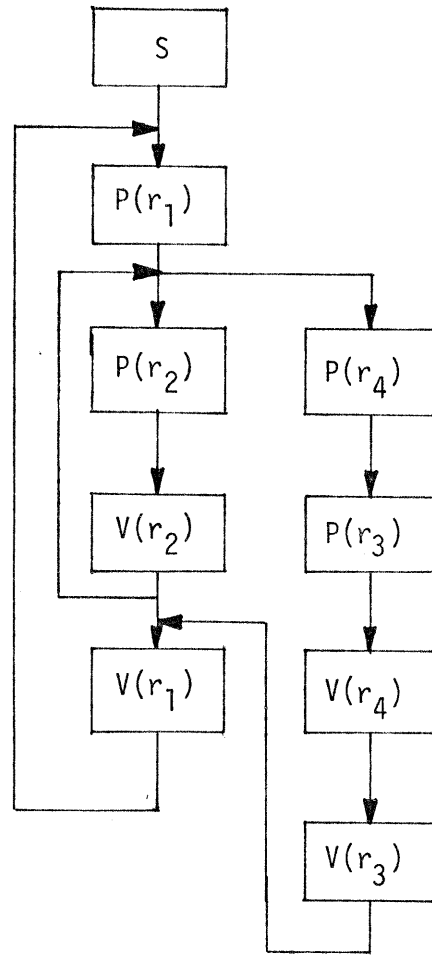 S
P(r₁)
P(r₂)
P(r₄)
V(r₂)
P(r₃)
V(r₁)
V(r₄)
V(r₃)